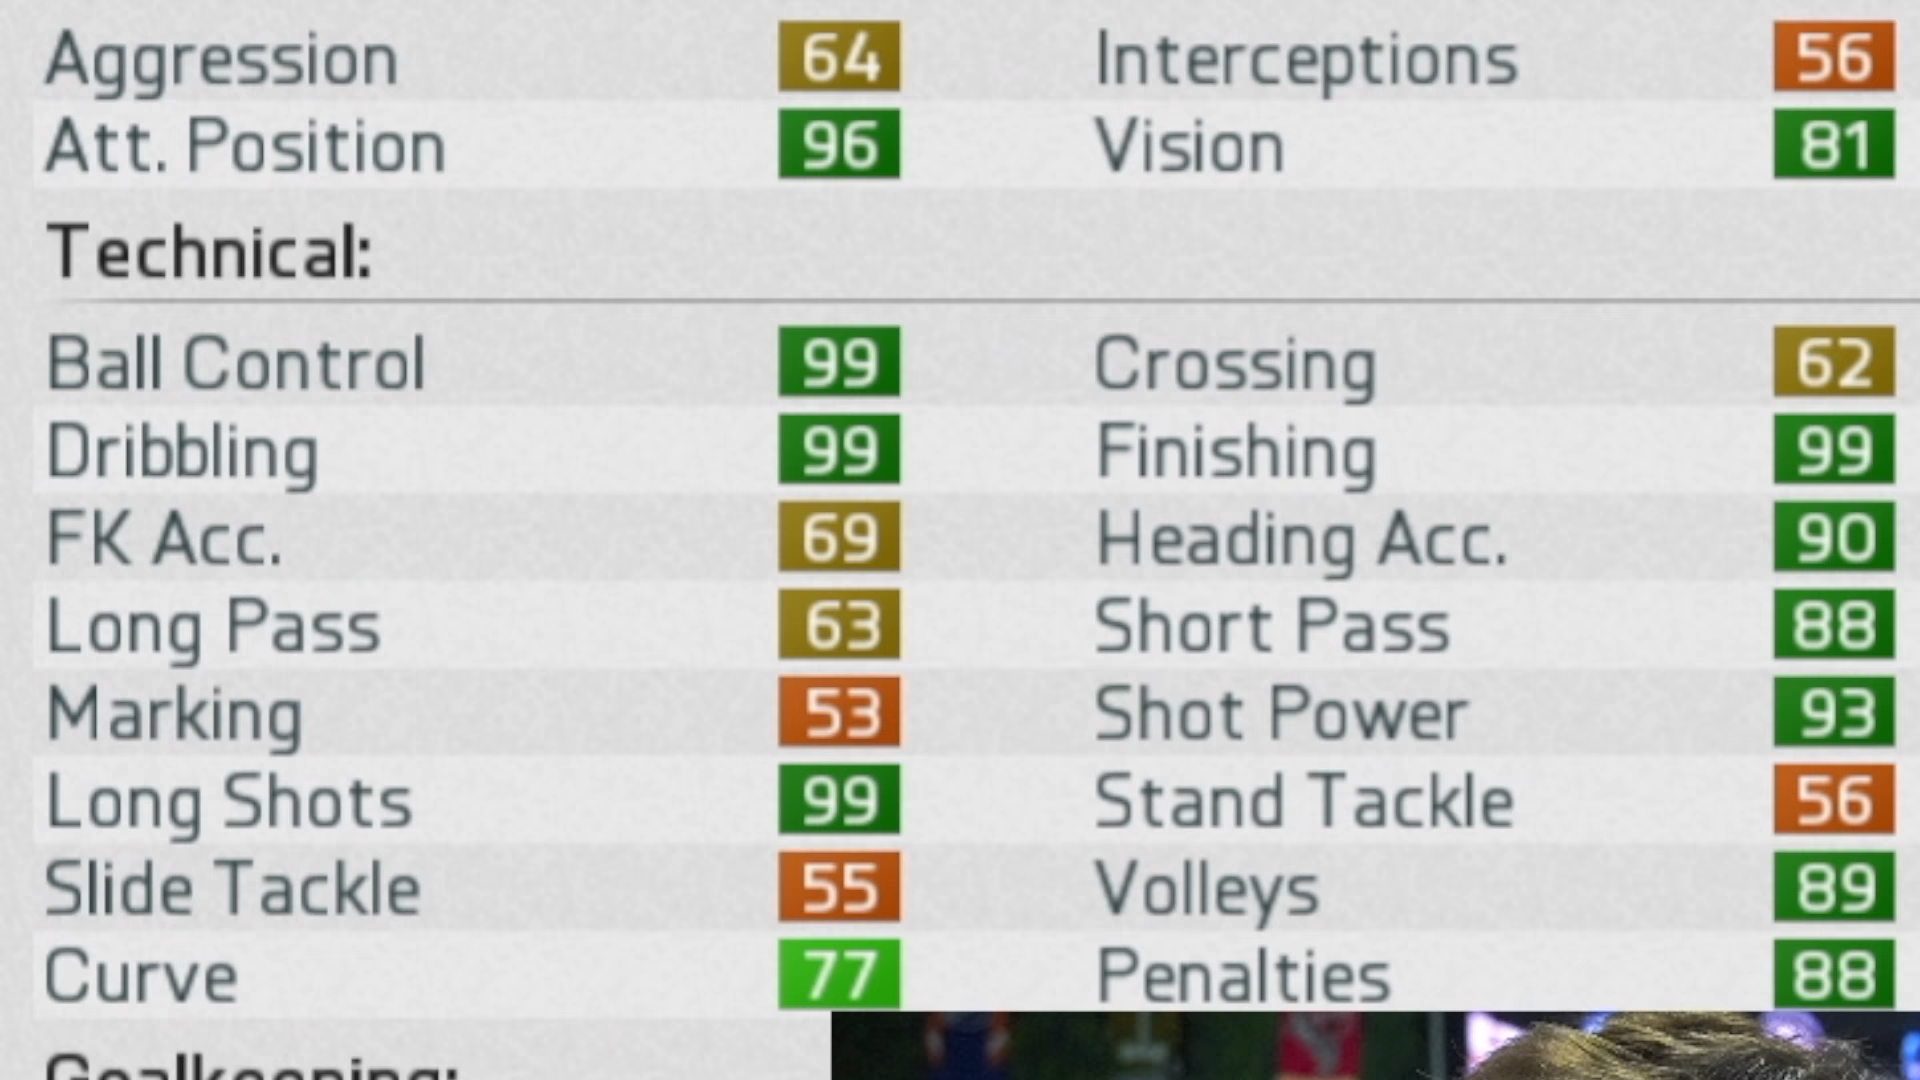 Aggression 64 Interceptions 56
Att. Position 96 Vision 81
Technical:
Ball Control 99 Crossing 62
Dribbling 99 Finishing 99
FK Acc. 69 Heading Acc. 90
Long Pass 63 Short Pass 88
Marking 53 Shot Power 93
Long Shots 99 Stand Tackle 56
Slide Tackle 55 Volleys 89
Curve 77 Penalties 88
Goalkeeping: